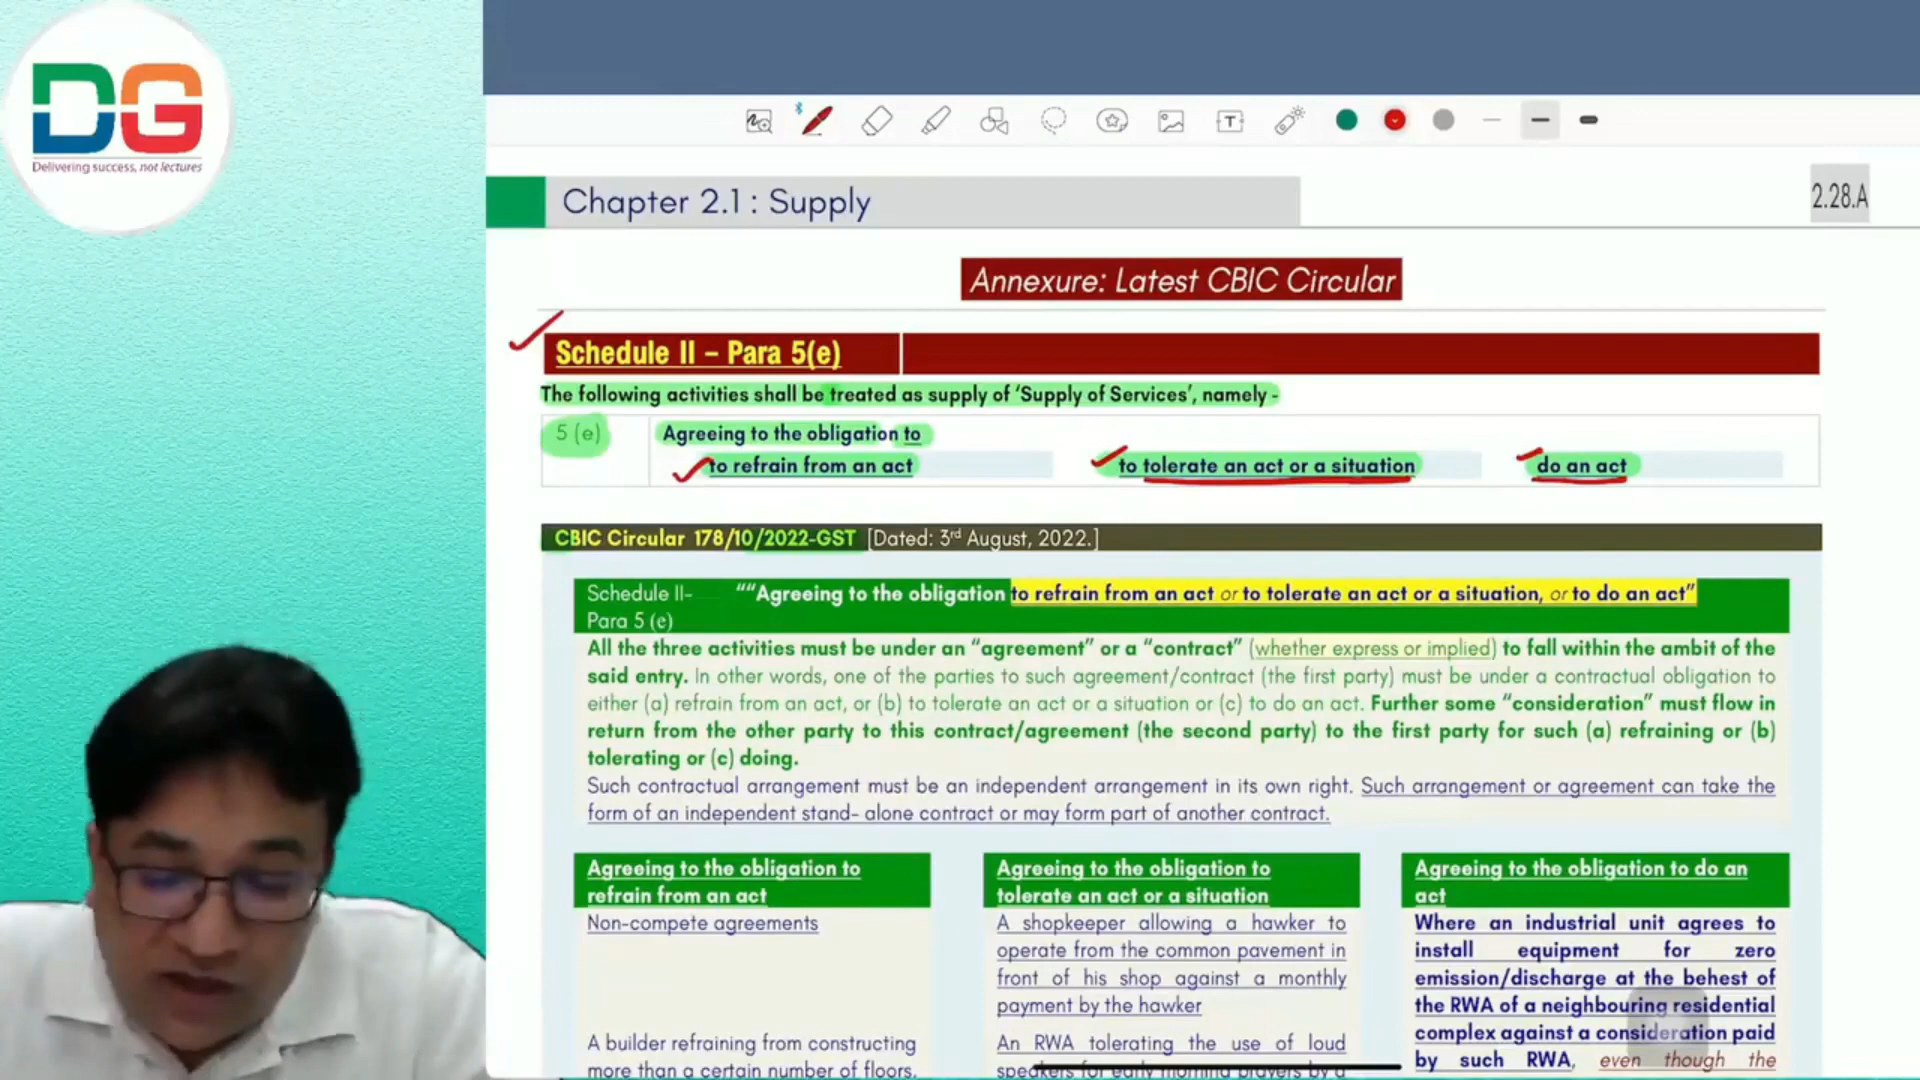 DG
Delivering success, not lectures
T
Chapter 2.1 : Supply
2.28.A
Annexure: Latest CBIC Circular
Schedule II – Para 5(e)
The following activities shall be treated as supply of ‘Supply of Services’, namely -
5 (e) Agreeing to the obligation to
to refrain from an act to tolerate an act or a situation do an act
CBIC Circular 178/10/2022-GST [Dated: 3rd August, 2022.]
Schedule II- ““Agreeing to the obligation to refrain from an act or to tolerate an act or a situation, or to do an act”
Para 5 (e)
All the three activities must be under an “agreement” or a “contract” (whether express or implied) to fall within the ambit of the
said entry. In other words, one of the parties to such agreement/contract (the first party) must be under a contractual obligation to
either (a) refrain from an act, or (b) to tolerate an act or a situation or (c) to do an act. Further some “consideration” must flow in
return from the other party to this contract/agreement (the second party) to the first party for such (a) refraining or (b)
tolerating or (c) doing.
Such contractual arrangement must be an independent arrangement in its own right. Such arrangement or agreement can take the
form of an independent stand- alone contract or may form part of another contract.
Agreeing to the obligation to
refrain from an act
Non-compete agreements
A builder refraining from constructing
more than a certain number of floors,
Agreeing to the obligation to
tolerate an act or a situation
A shopkeeper allowing a hawker to
operate from the common pavement in
front of his shop against a monthly
payment by the hawker
An RWA tolerating the use of loud
speakers for early morning prayers by a
Agreeing to the obligation to do an
act
Where an industrial unit agrees to
install equipment for zero
emission/discharge at the behest of
the RWA of a neighbouring residential
complex against a consideration paid
by such RWA, even though the